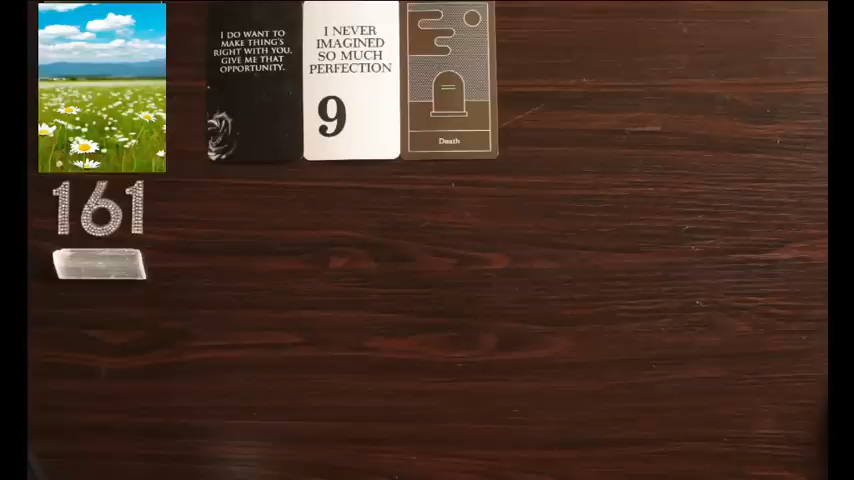 I DO WANT TO
MAKE THING'S
RIGHT WITH YOU,
GIVE ME THAT
OPPORTUNITY.
I NEVER
IMAGINED
SO MUCH
PERFECTION
9
Death
161